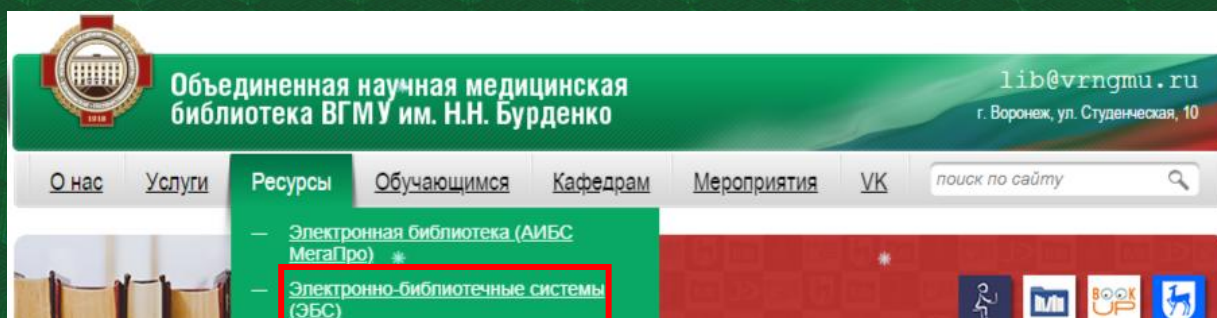 Объединенная научная медицинская
библиотека ВГМУ им. Н.Н. Бурденко
lib@vrngmu.ru
г. Воронеж, ул. Студенческая, 10
1918
О нас Услуги Ресурсы Обучающимся Кафедрам Мероприятия VK поиск по сайту
— Электронная библиотека (АИБС
МегаПро)
— Электронно-библиотечные системы
(ЭБС)
BOOK
UP